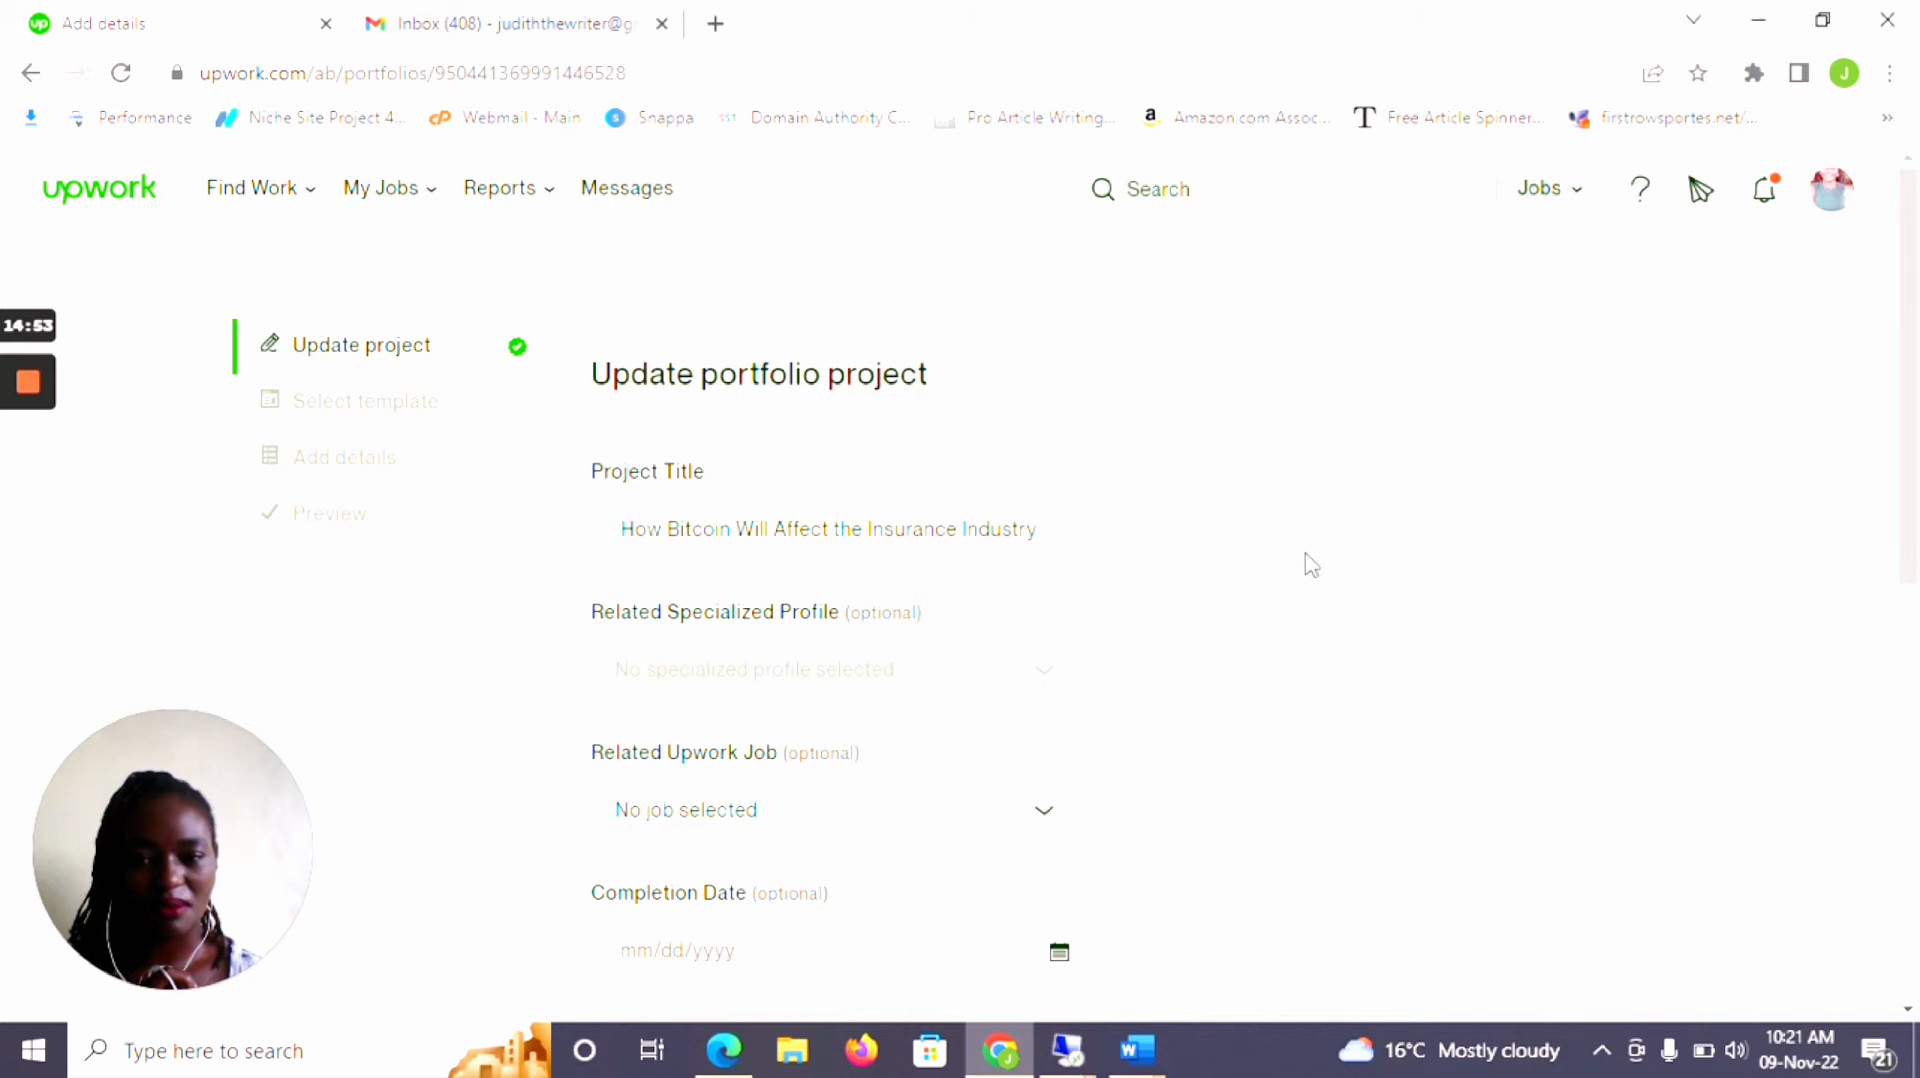 Add details
Inbox (408) - juditthewriter@g
upwork.com/ab/portfolios/950441369991446528
Performance
Niche Site Project 4...
Webmail - Main
Snappa
Domain Authority C...
Pro Article Writing...
Amazon.com Assoc...
Free Article Spinner...
firstrowsportes.net/...
upwork
Find Work
My Jobs
Reports
Messages
Search
Jobs
14:53
Update project
Select template
Add details
Preview
Update portfolio project
Project Title
How Bitcoin Will Affect the Insurance Industry
Related Specialized Profile (optional)
No specialized profile selected
Related Upwork Job (optional)
No job selected
Completion Date (optional)
mm/dd/yyyy
Type here to search
16°C Mostly cloudy
10:21 AM
09-Nov-22
21